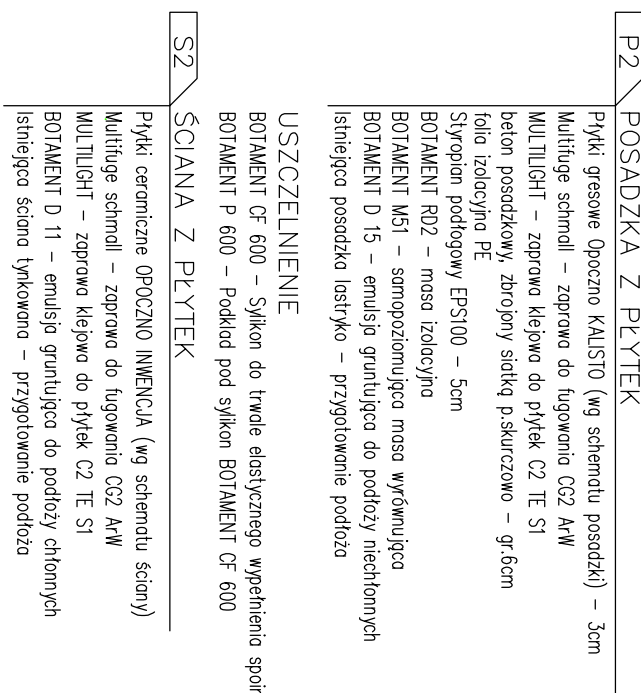 P2 POSADZKA Z PŁYTEK
Płytki gresowe Opoczno KALISTO (wg schematu posadzki) – 3cm
Multifuge schmall – zaprawa do fugowania CG2 ArW
MULTILIGHT – zaprawa klejowa do płytek C2 TE S1
beton posadzkowy, zbrojony siatką p.skurczowo – gr.6cm
folia izolacyjna PE
Styropian podłogowy EPS100 – 5cm
BOTAMENT RD2 – masa izolacyjna
BOTAMENT M51 – samopoziomująca masa wyrównująca
BOTAMENT D 15 – emulsja gruntująca do podłoży niechłonnych
Istniejąca posadzka lastryko – przygotowanie podłoża
USZCZELNIENIE
BOTAMENT CF 600 – Sylikon do trwale elastycznego wypełnienia spoin
BOTAMENT P 600 – Podkład pod sylikon BOTAMENT CF 600
S2 ŚCIANA Z PŁYTEK
Płytki ceramiczne OPOCZNO INWENCJA (wg schematu ściany)
Multifuge schmall – zaprawa do fugowania CG2 ArW
MULTILIGHT – zaprawa klejowa do płytek C2 TE S1
BOTAMENT D 11 – emulsja gruntująca do podłoży chłonnych
Istniejąca ściana tynkowana – przygotowanie podłoża